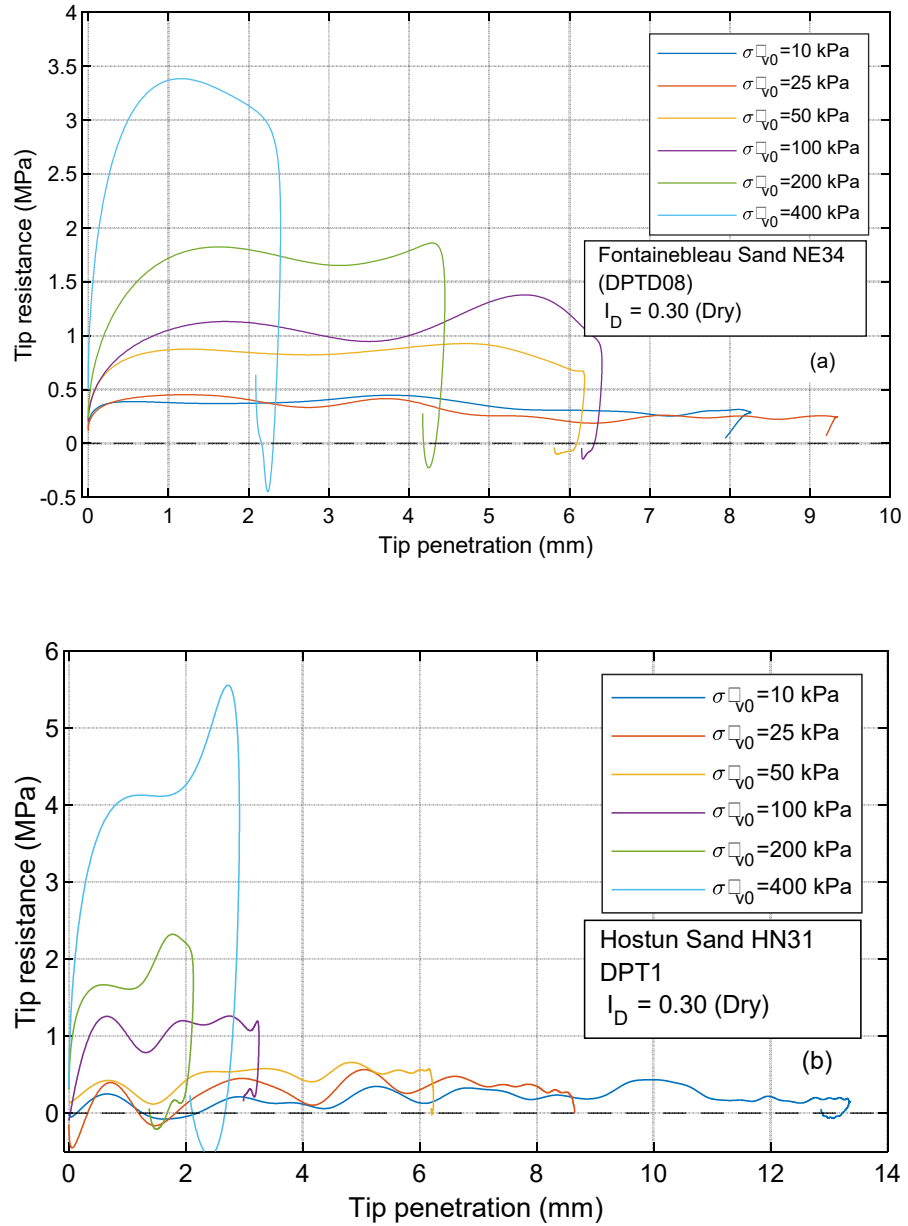 4
3.5
3
2.5
2
1.5
1
0.5
0
-0.5
Tip resistance (MPa)
σ□v0=10 kPa
σ□v0=25 kPa
σ□v0=50 kPa
σ□v0=100 kPa
σ□v0=200 kPa
σ□v0=400 kPa
Fontainebleau Sand NE34
(DPTD08)
I_D = 0.30 (Dry)
(a)
0 1 2 3 4 5 6 7 8 9 10
Tip penetration (mm)
6
5
4
3
2
1
0
Tip resistance (MPa)
σ□v0=10 kPa
σ□v0=25 kPa
σ□v0=50 kPa
σ□v0=100 kPa
σ□v0=200 kPa
σ□v0=400 kPa
Hostun Sand HN31
DPT1
I_D = 0.30 (Dry)
(b)
0 2 4 6 8 10 12 14
Tip penetration (mm)